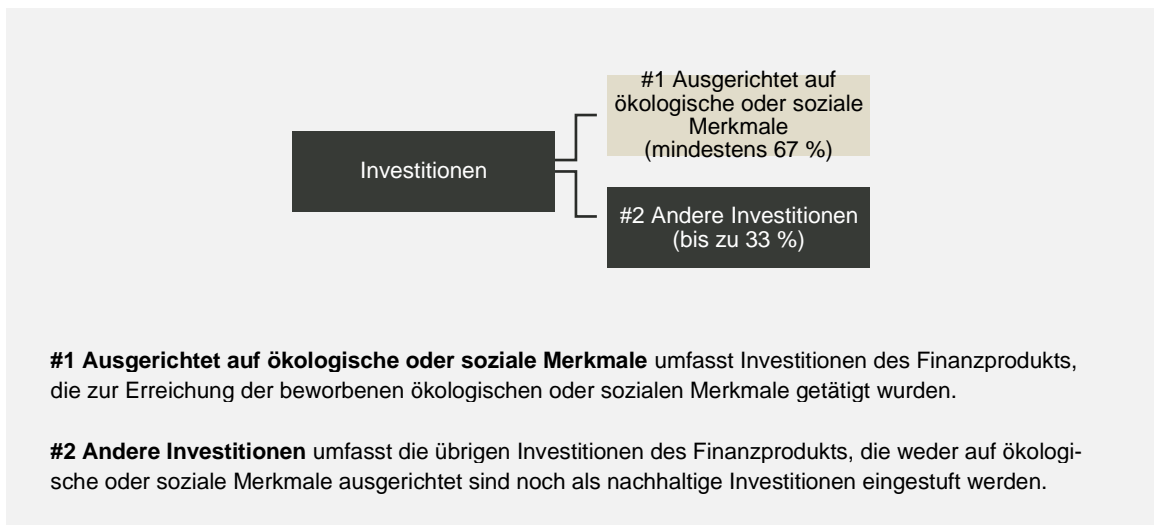 #1 Ausgerichtet auf
ökologische oder soziale
Merkmale
(mindestens 67 %)
Investitionen
#2 Andere Investitionen
(bis zu 33 %)
#1 Ausgerichtet auf ökologische oder soziale Merkmale umfasst Investitionen des Finanzprodukts,
die zur Erreichung der beworbenen ökologischen oder sozialen Merkmale getätigt wurden.
#2 Andere Investitionen umfasst die übrigen Investitionen des Finanzprodukts, die weder auf ökologi-
sche oder soziale Merkmale ausgerichtet sind noch als nachhaltige Investitionen eingestuft werden.